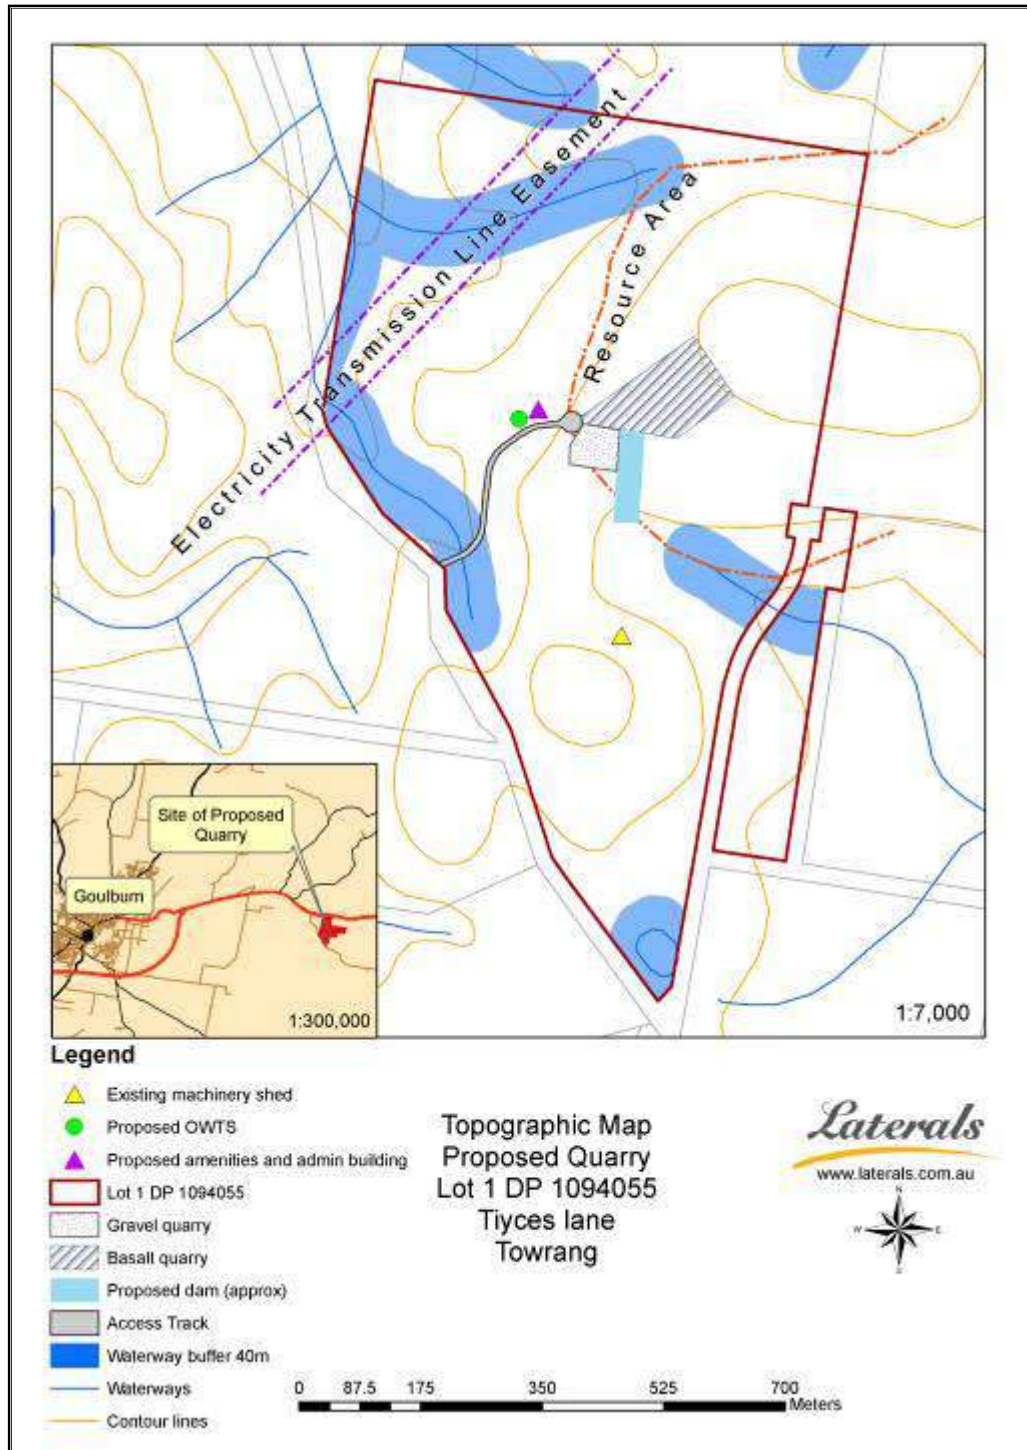 Electricity Transmission Line Easement
Resource Area
Site of Proposed
Quarry
Goulburn
1:300,000
1:7,000
Legend
Existing machinery shed
Proposed OWTS
Proposed amenities and admin building
Lot 1 DP 1094055
Gravel quarry
Basalt quarry
Proposed dam (approx)
Access Track
Waterway buffer 40m
Waterways
Contour lines
Topographic Map
Proposed Quarry
Lot 1 DP 1094055
Tiyces lane
Towrang
Laterals
www.laterals.com.au
N
W E
S
0 87.5 175 350 525 700
Meters